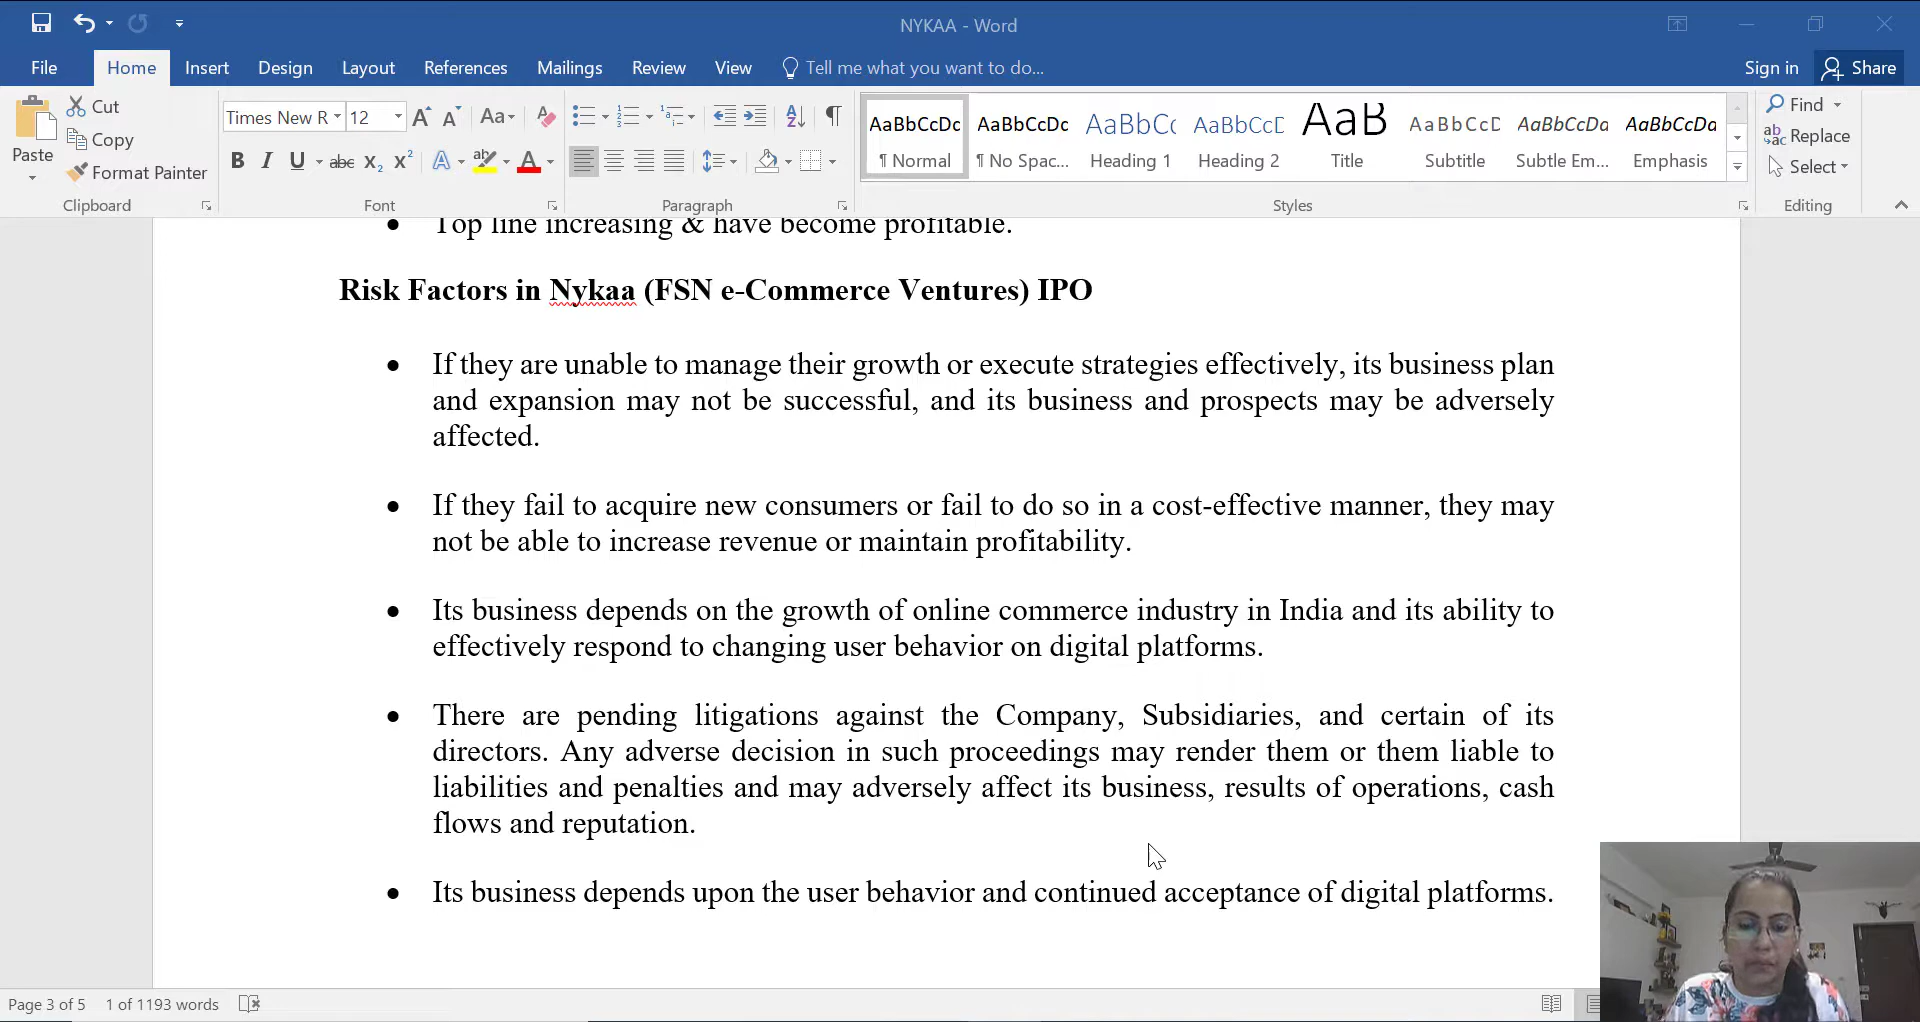 NYKAA - Word
File Home Insert Design Layout References Mailings Review View Tell me what you want to do... Sign in Share
Paste
Cut
Copy
Format Painter
Clipboard
Times New R 12
Aa
B I U abc X₂ X² A ab A
Font
Paragraph
AaBbCcDc AaBbCcDc AaBbCc AaBbCcD AaB AaBbCcD AaBbCcDc AaBbCcDc
¶ Normal ¶ No Spac... Heading 1 Heading 2 Title Subtitle Subtle Em... Emphasis
Styles
Find
Replace
Select
Editing
• Top line increasing & have become profitable.
Risk Factors in Nykaa (FSN e-Commerce Ventures) IPO
• If they are unable to manage their growth or execute strategies effectively, its business plan
and expansion may not be successful, and its business and prospects may be adversely
affected.
• If they fail to acquire new consumers or fail to do so in a cost-effective manner, they may
not be able to increase revenue or maintain profitability.
• Its business depends on the growth of online commerce industry in India and its ability to
effectively respond to changing user behavior on digital platforms.
• There are pending litigations against the Company, Subsidiaries, and certain of its
directors. Any adverse decision in such proceedings may render them or them liable to
liabilities and penalties and may adversely affect its business, results of operations, cash
flows and reputation.
• Its business depends upon the user behavior and continued acceptance of digital platforms.
Page 3 of 5 1 of 1193 words